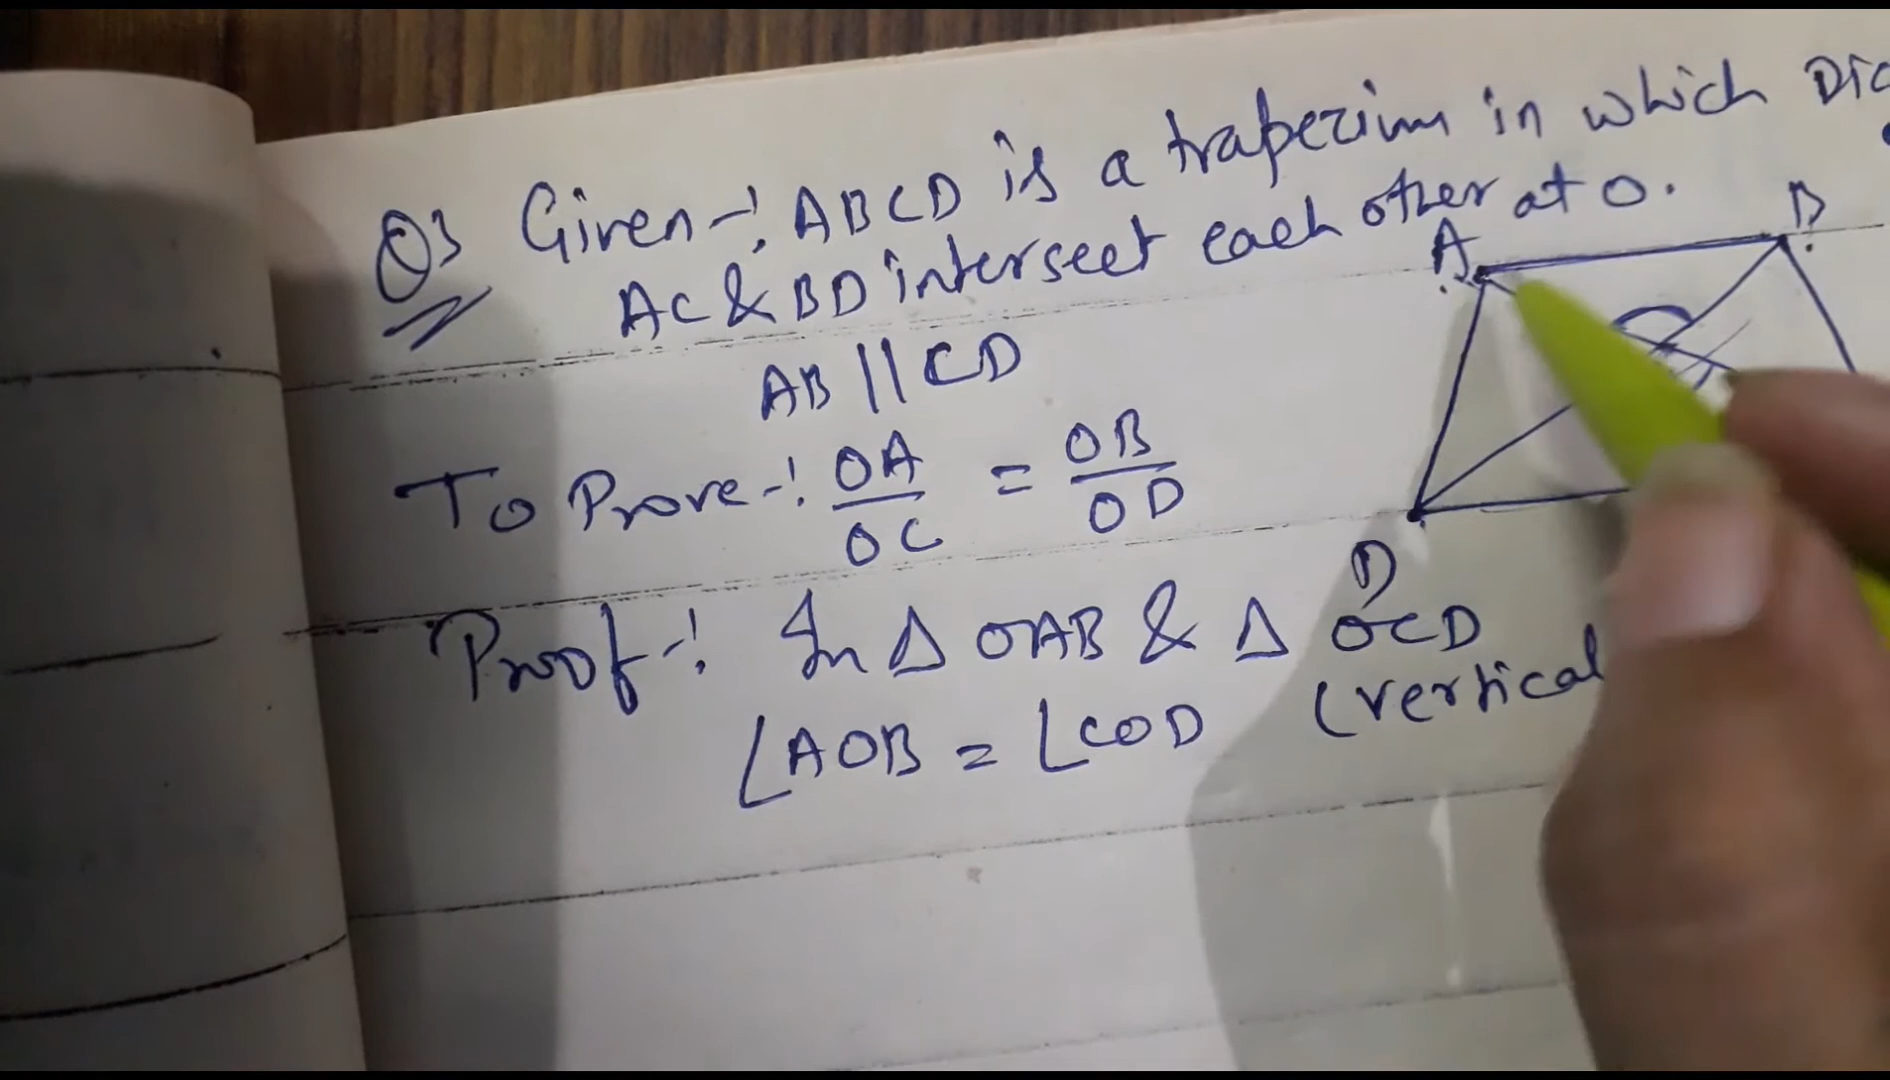 Q3 Given -: ABCD is a trapezium in which
AC & BD intersect each other at O.
AB || CD
To Prove -: OA/OC = OB/OD
Proof -: In Δ OAB & Δ OCD
∠AOB = ∠COD (vertical
A
B
D